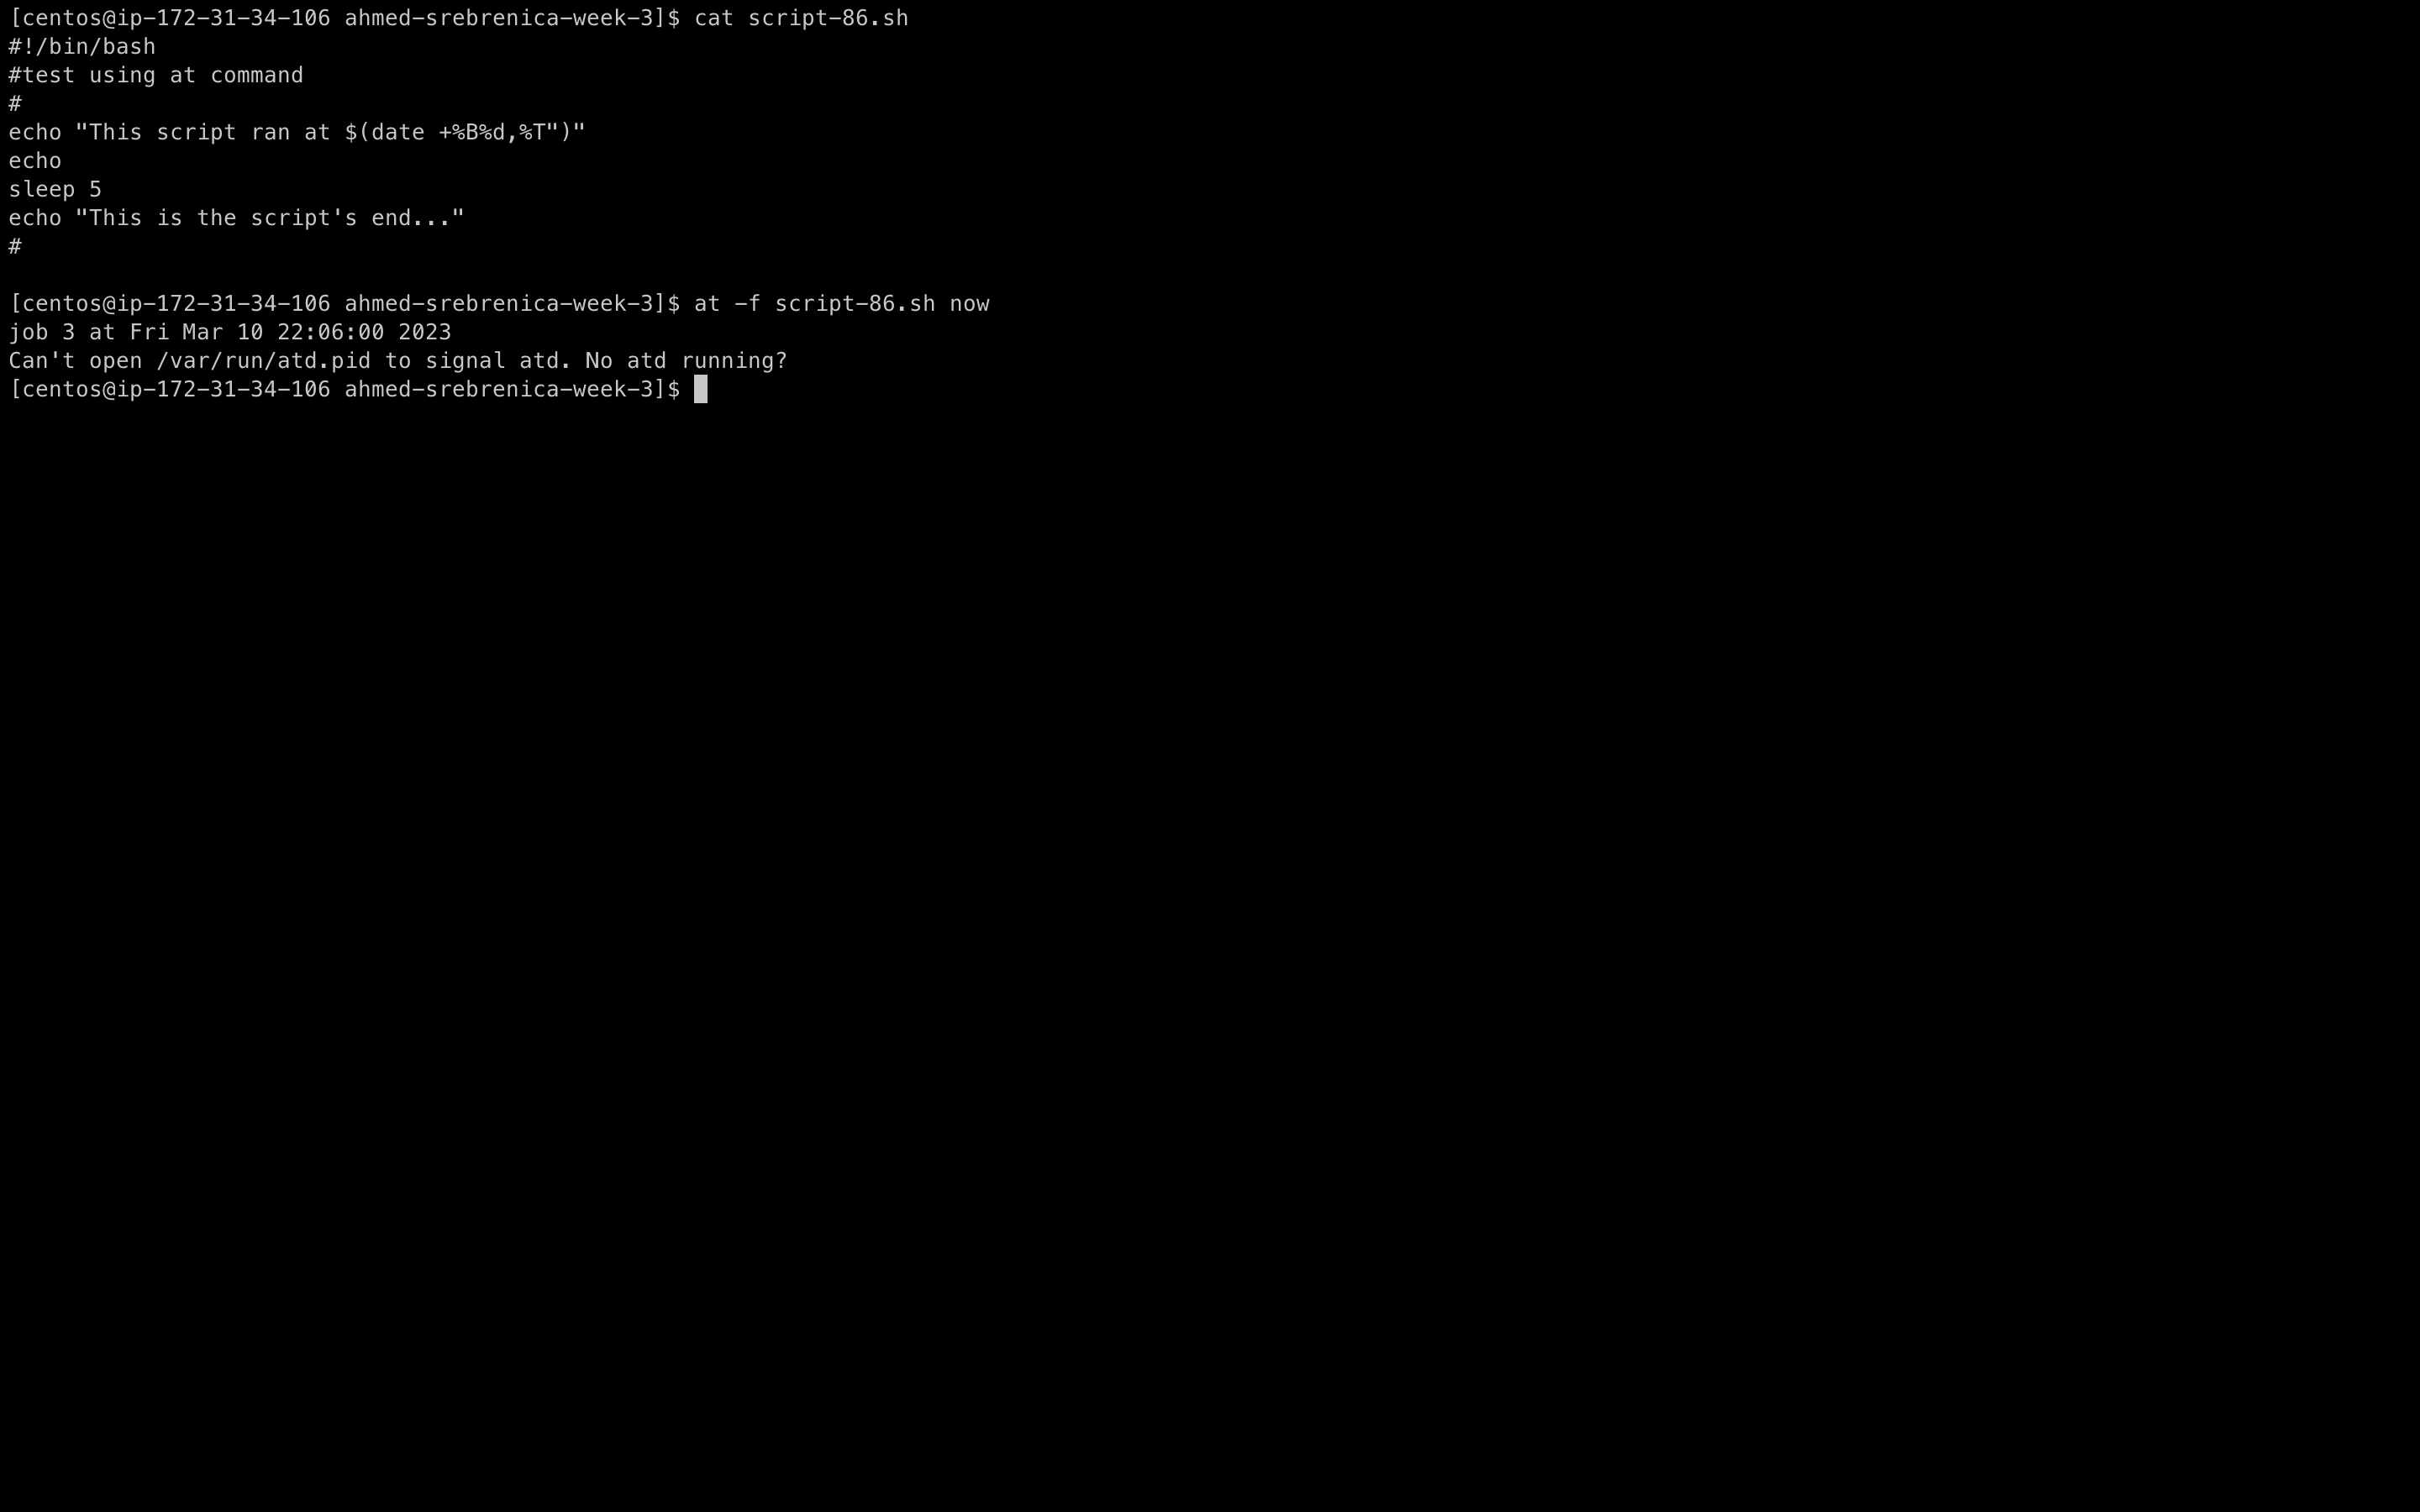 [centos@ip-172-31-34-106 ahmed-srebrenica-week-3]$ cat script-86.sh
#!/bin/bash
#test using at command
#
echo "This script ran at $(date +%B%d,%T")"
echo
sleep 5
echo "This is the script's end..."
#
[centos@ip-172-31-34-106 ahmed-srebrenica-week-3]$ at -f script-86.sh now
job 3 at Fri Mar 10 22:06:00 2023
Can't open /var/run/atd.pid to signal atd. No atd running?
[centos@ip-172-31-34-106 ahmed-srebrenica-week-3]$